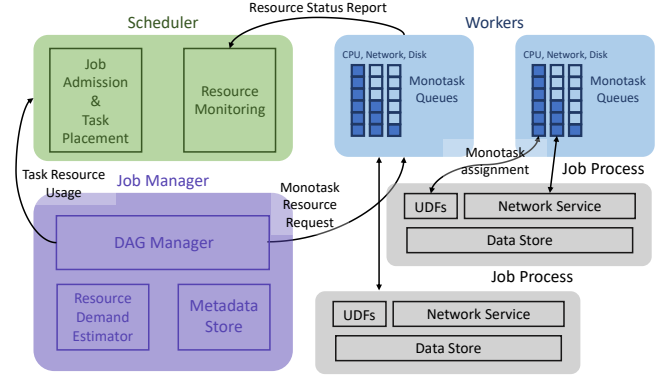 Resource Status Report
Scheduler
Workers
Job
Admission
&
Task
Placement
Resource
Monitoring
CPU, Network, Disk
Monotask
Queues
CPU, Network, Disk
Monotask
Queues
Task Resource
Usage
Job Manager
Monotask
Resource
Request
Monotask
assignment
Job Process
DAG Manager
UDFs
Network Service
Data Store
Resource
Demand
Estimator
Metadata
Store
Job Process
UDFs
Network Service
Data Store